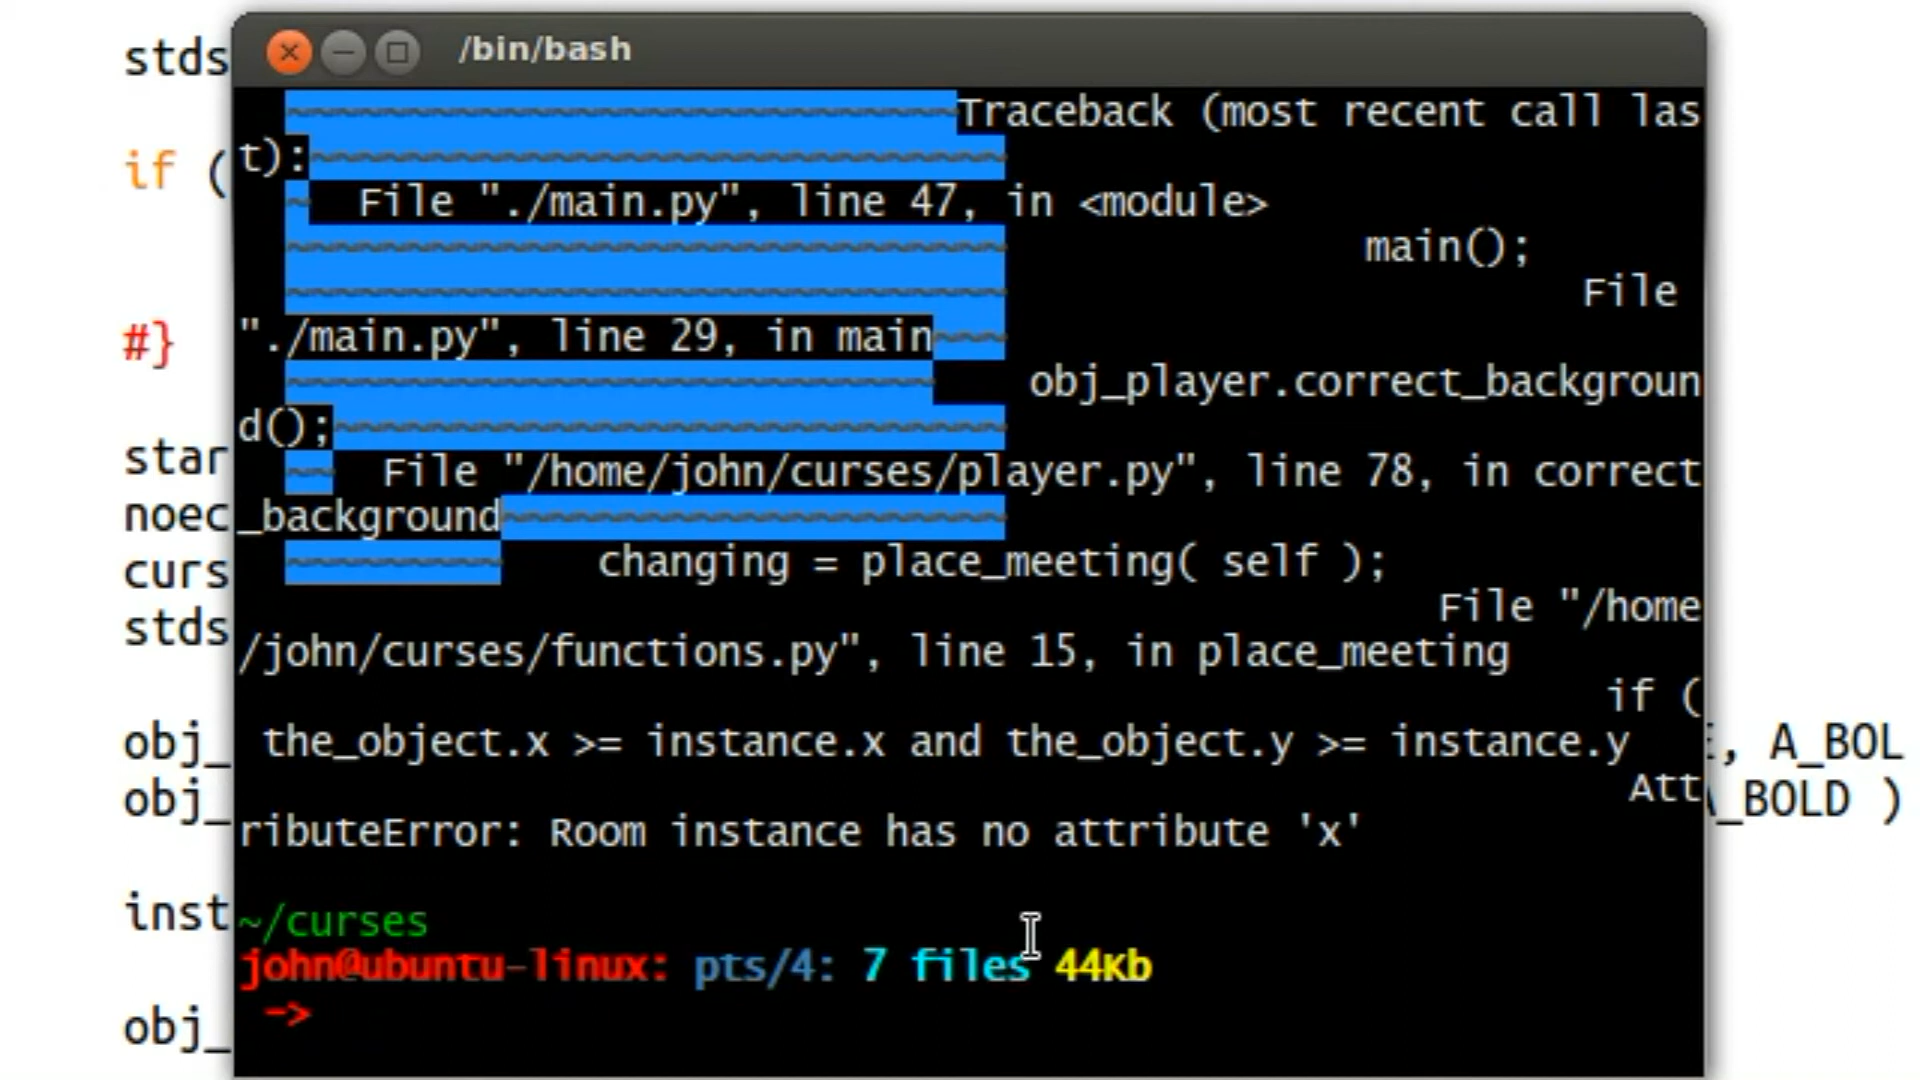 /bin/bash
stds
Traceback (most recent call las
t):
if (
File "./main.py", line 47, in <module>
main();
File
#}
"./main.py", line 29, in main
obj_player.correct_backgroun
d();
star
File "/home/john/curses/player.py", line 78, in correct
noec
_background
curs
changing = place_meeting( self );
stds
File "/home
/john/curses/functions.py", line 15, in place_meeting
if (
obj_
the_object.x >= instance.x and the_object.y >= instance.y
, A_BOL
obj_
Att
_BOLD )
ributeError: Room instance has no attribute 'x'
inst
~/curses
john@ubuntu-linux: pts/4: 7 files 44Kb
->
obj_